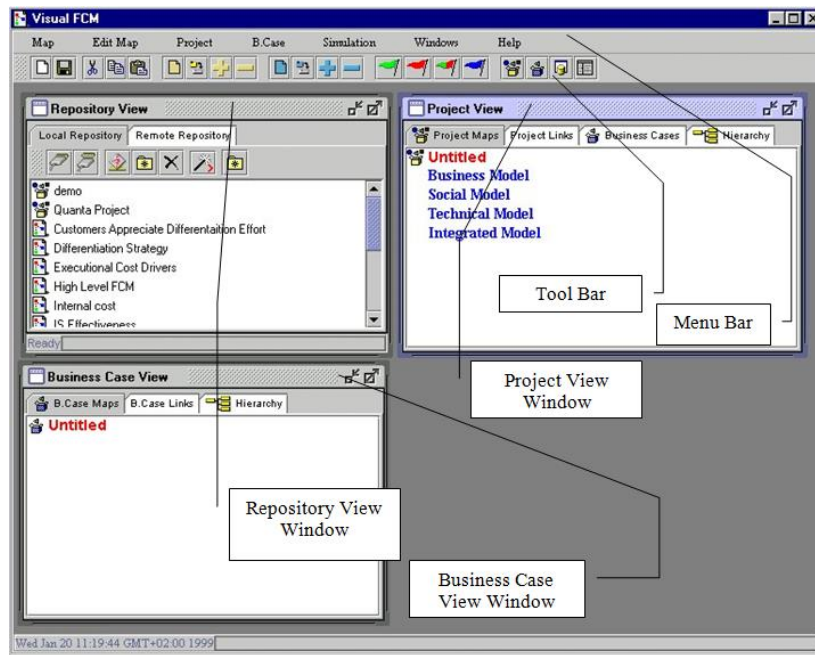 Visual FCM
Map Edit Map Project B.Case Simulation Windows Help
Repository View
Local Repository Remote Repository
demo
Quanta Project
Customers Appreciate Differentaition Effort
Differentiation Strategy
Executional Cost Drivers
High Level FCM
Internal cost
IS Effectiveness
Ready
Project View
Project Maps Project Links Business Cases Hierarchy
Untitled
Business Model
Social Model
Technical Model
Integrated Model
Tool Bar
Menu Bar
Project View
Window
Business Case View
B.Case Maps B.Case Links Hierarchy
Untitled
Repository View
Window
Business Case
View Window
Wed Jan 20 11:19:44 GMT+02:00 1999